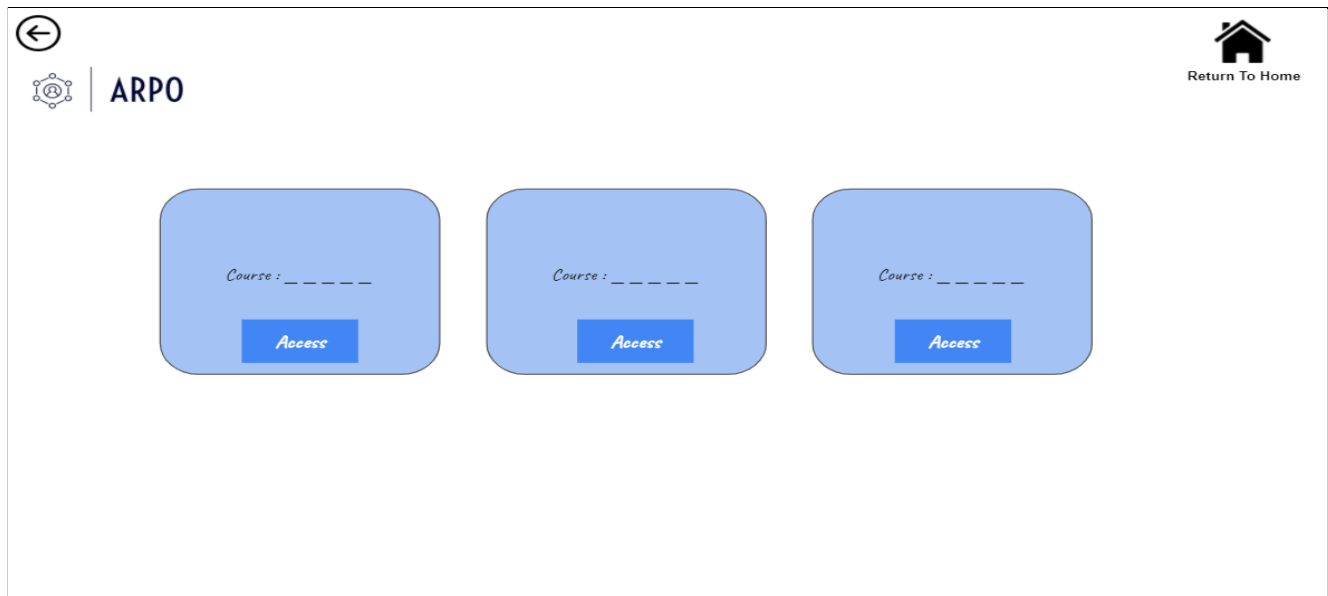 Return To Home
ARPO
Course : _ _ _ _ _
Course : _ _ _ _ _
Course : _ _ _ _ _
Access
Access
Access